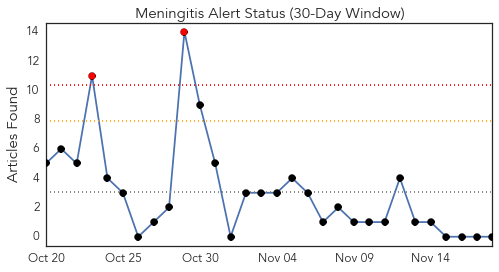 Meningitis Alert Status (30-Day Window)
Articles Found
14
12
10
8
6
4
2
0
Oct 20
Oct 25
Oct 30
Nov 04
Nov 09
Nov 14